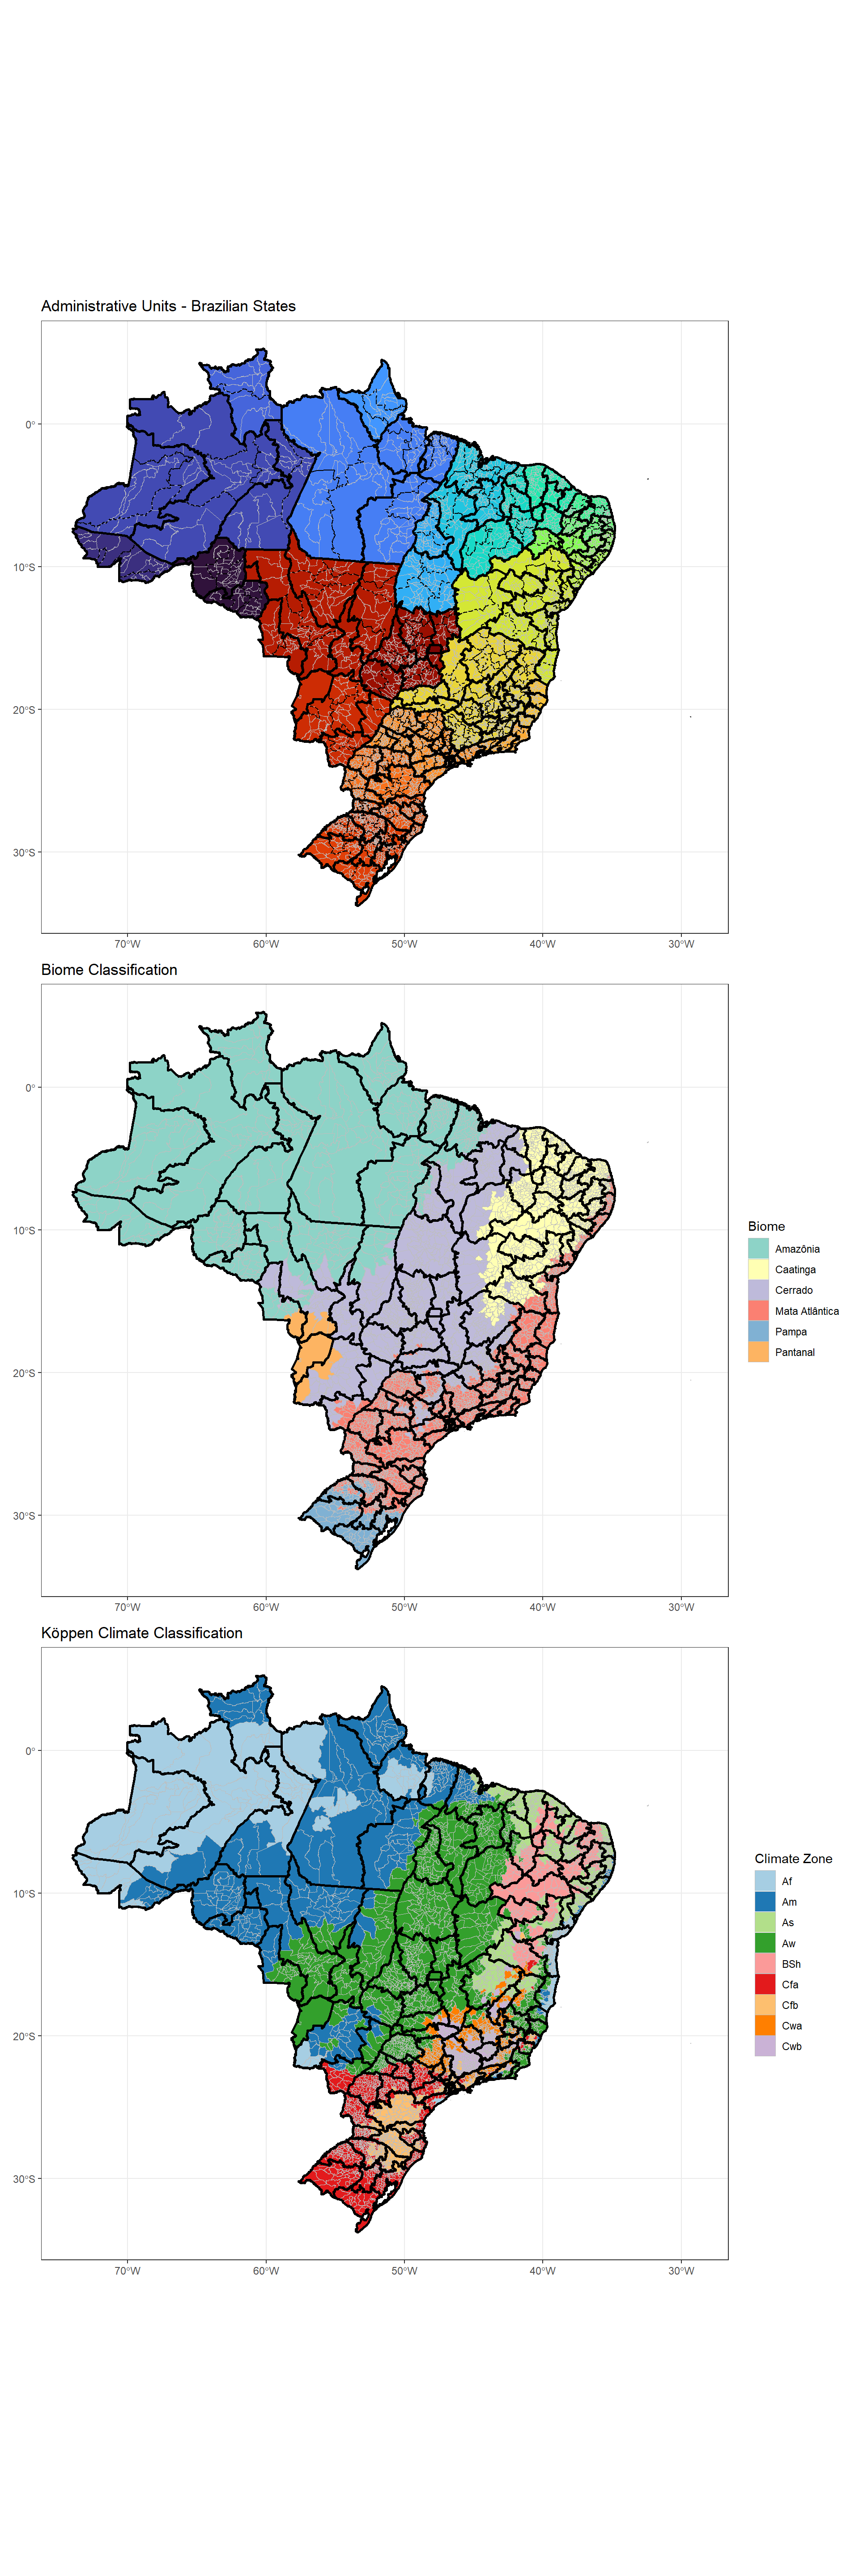 Administrative Units - Brazilian States
0°
10°S
20°S
30°S
70°W 60°W 50°W 40°W 30°W
Biome Classification
0°
10°S
20°S
30°S
70°W 60°W 50°W 40°W 30°W
Biome
Amazônia
Caatinga
Cerrado
Mata Atlântica
Pampa
Pantanal
Köppen Climate Classification
0°
10°S
20°S
30°S
70°W 60°W 50°W 40°W 30°W
Climate Zone
Af
Am
As
Aw
BSh
Cfa
Cfb
Cwa
Cwb